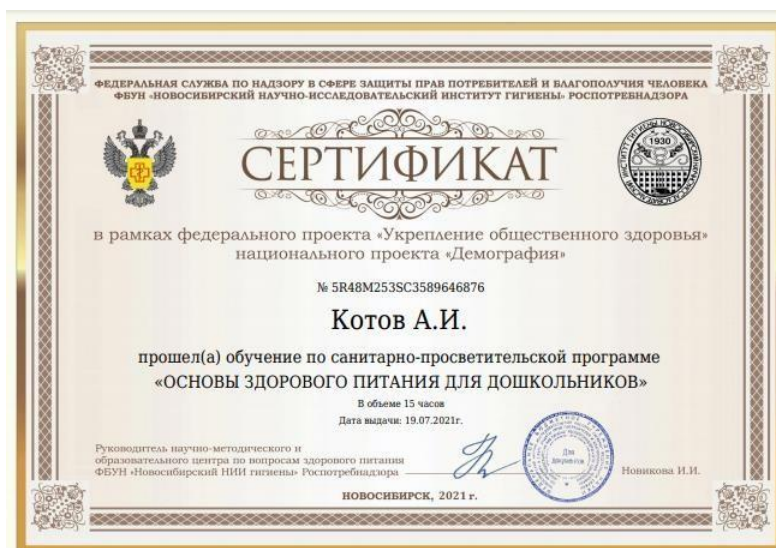 ФЕДЕРАЛЬНАЯ СЛУЖБА ПО НАДЗОРУ В СФЕРЕ ЗАЩИТЫ ПРАВ ПОТРЕБИТЕЛЕЙ И БЛАГОПОЛУЧИЯ ЧЕЛОВЕКА
ФБУН «НОВОСИБИРСКИЙ НАУЧНО-ИССЛЕДОВАТЕЛЬСКИЙ ИНСТИТУТ ГИГИЕНЫ» РОСПОТРЕБНАДЗОРА
1930
СЕРТИФИКАТ
в рамках федерального проекта «Укрепление общественного здоровья»
национального проекта «Демография»
№ 5R48M253SC3589646876
Котов А.И.
прошел(а) обучение по санитарно-просветительской программе
«ОСНОВЫ ЗДОРОВОГО ПИТАНИЯ ДЛЯ ДОШКОЛЬНИКОВ»
В объеме 15 часов
Дата выдачи: 19.07.2021г.
Руководитель научно-методического и
образовательного центра по вопросам здорового питания
ФБУН «Новосибирский НИИ гигиены» Роспотребнадзора
Для
документов
Новикова И.И.
НОВОСИБИРСК, 2021 г.